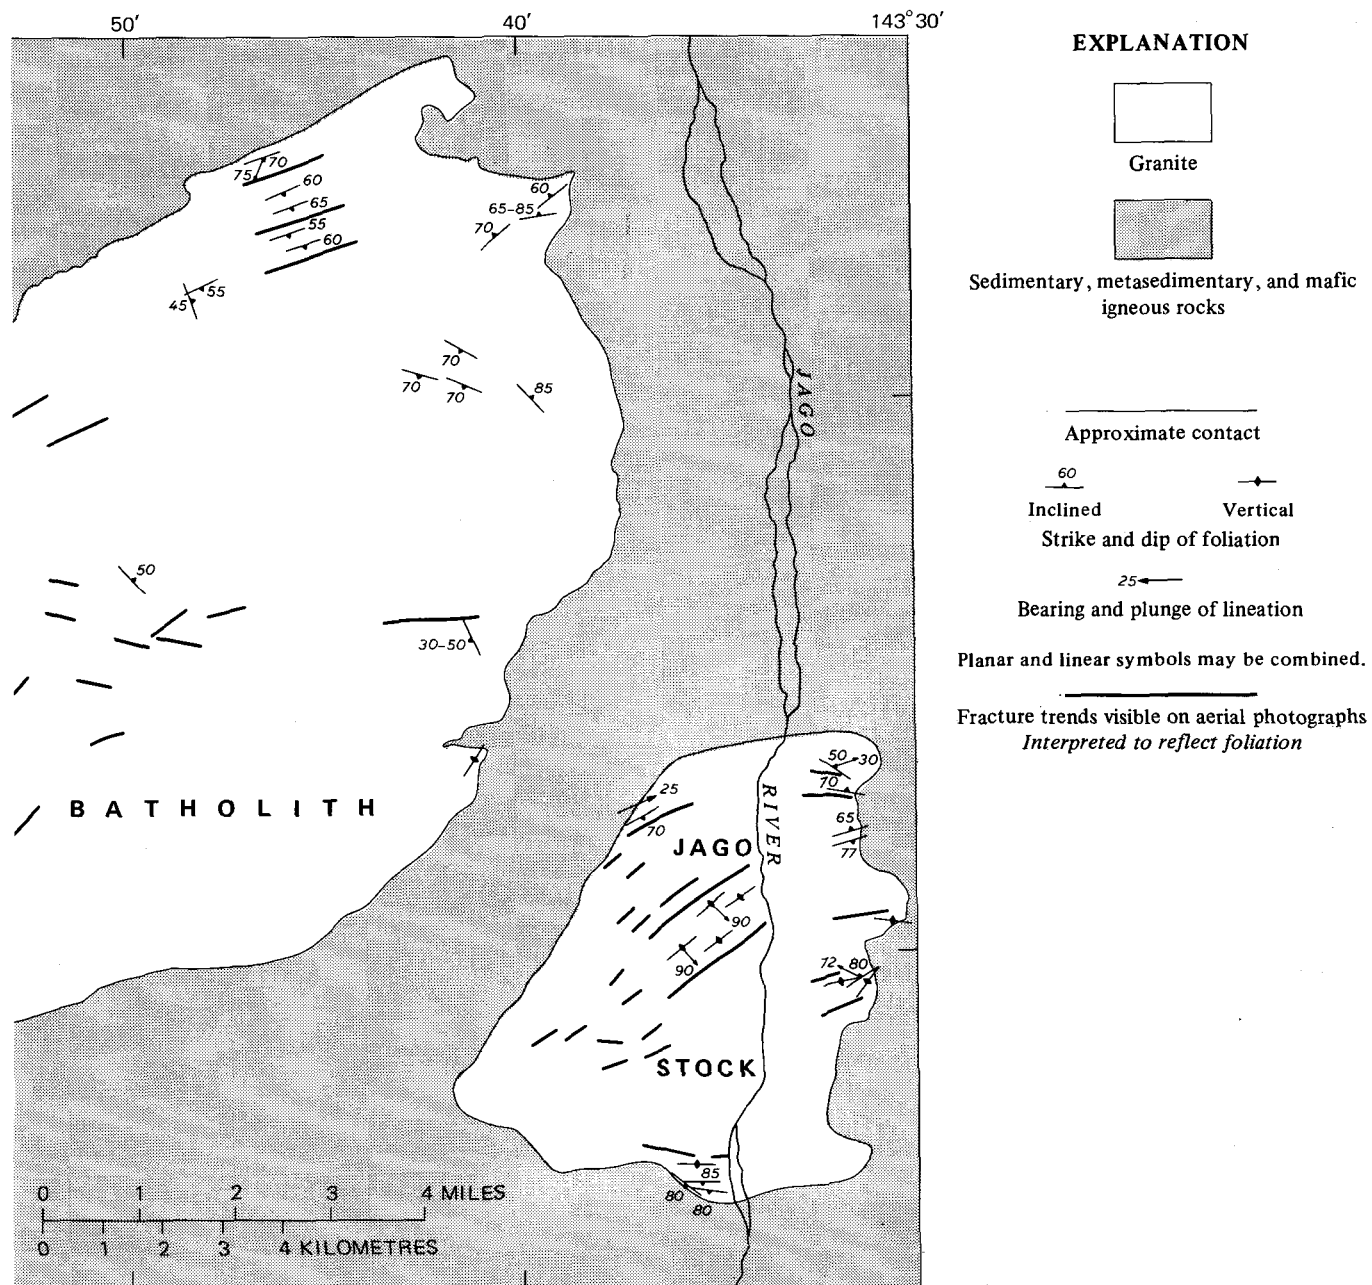 50'
40'
143°30'
EXPLANATION
Granite
Sedimentary, metasedimentary, and mafic
igneous rocks
Approximate contact
60
Inclined
Vertical
Strike and dip of foliation
25
Bearing and plunge of lineation
Planar and linear symbols may be combined.
Fracture trends visible on aerial photographs
Interpreted to reflect foliation
70
75
60
65
55
60
60
65-85
70
55
45
70
70
70
85
50
30-50
JAGO
RIVER
BATHOLITH
25
70
50
30
70
65
77
JAGO
90
90
72
80
STOCK
85
80
80
0 1 2 3 4 MILES
0 1 2 3 4 KILOMETRES